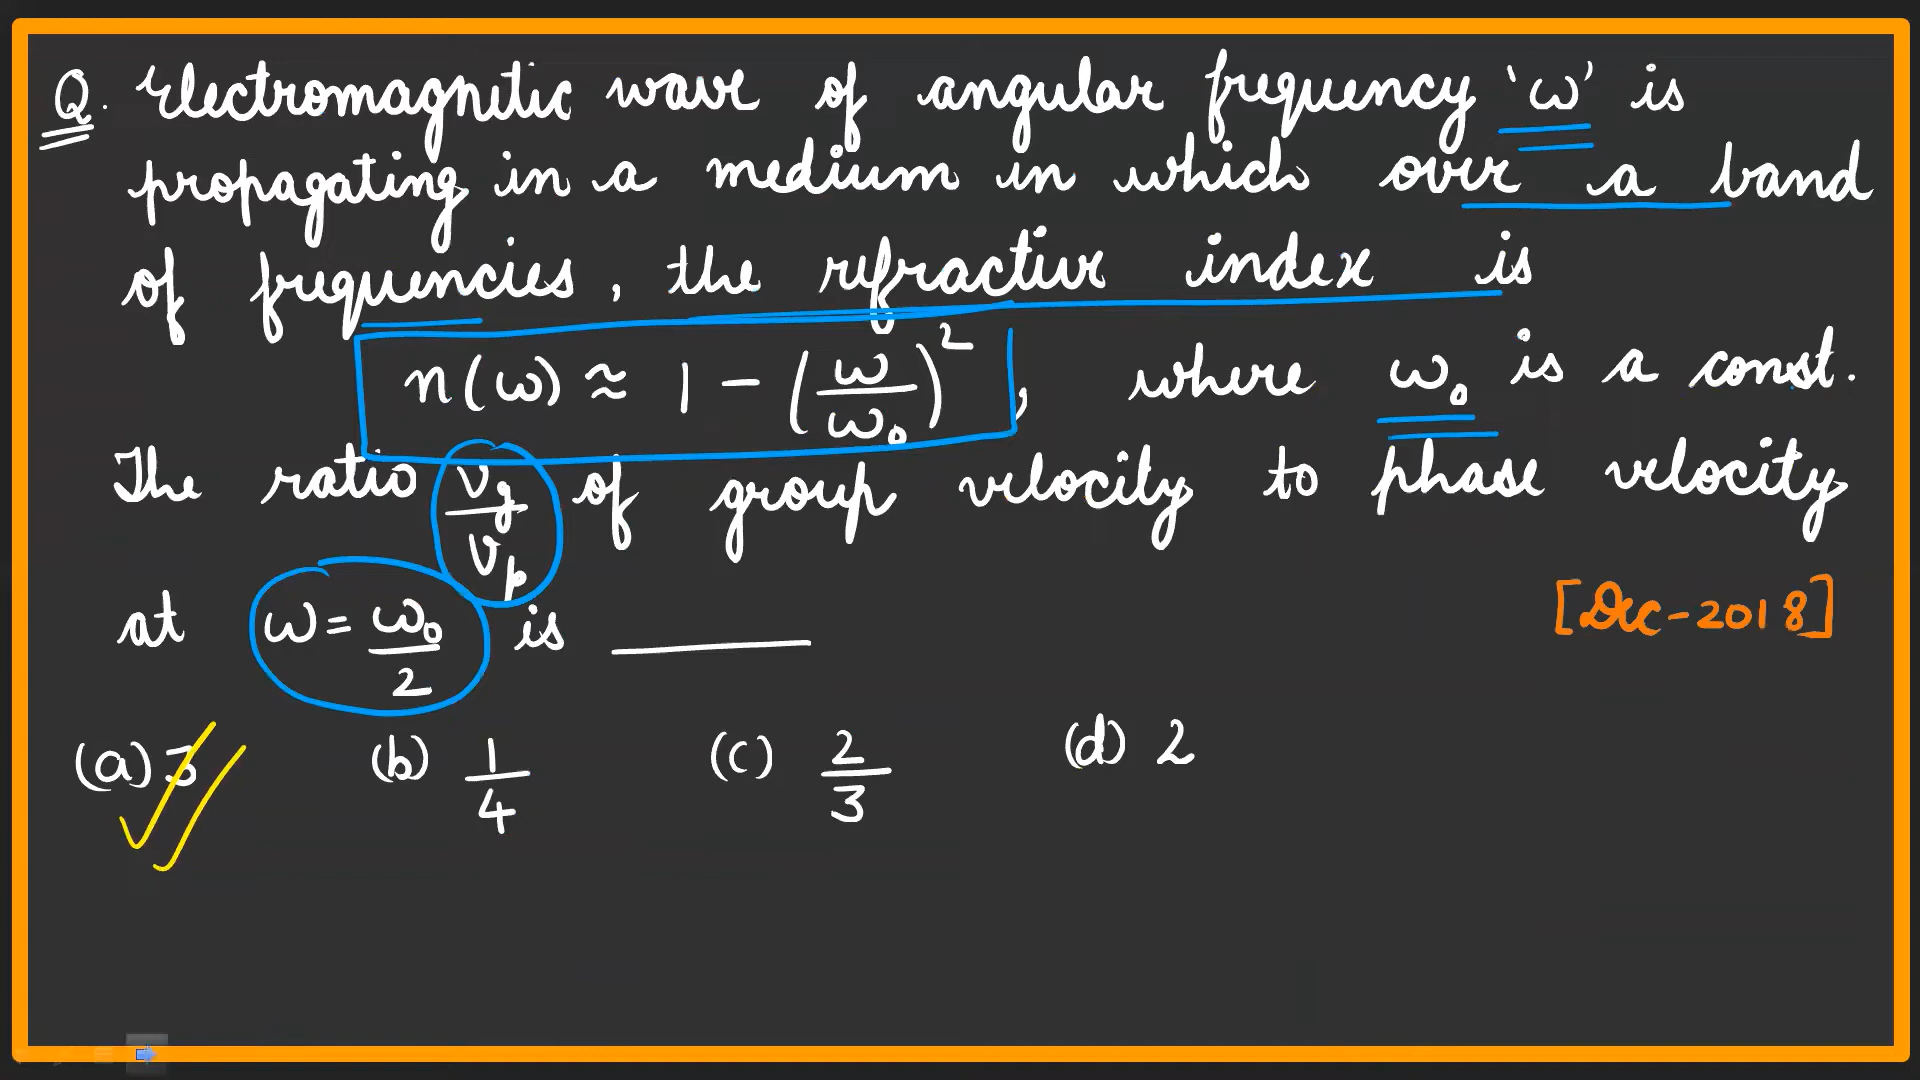 Q. Electromagnetic wave of angular frequency 'ω' is
propagating in a medium in which over a band
of frequencies, the refractive index is
n(ω) ≈ 1 − (ω/ω₀)², where ω₀ is a const.
The ratio v_g/v_p of group velocity to phase velocity
at ω = ω₀/2 is ______
[Dec-2018]
(a) 3 (b) 1/4 (c) 2/3 (d) 2